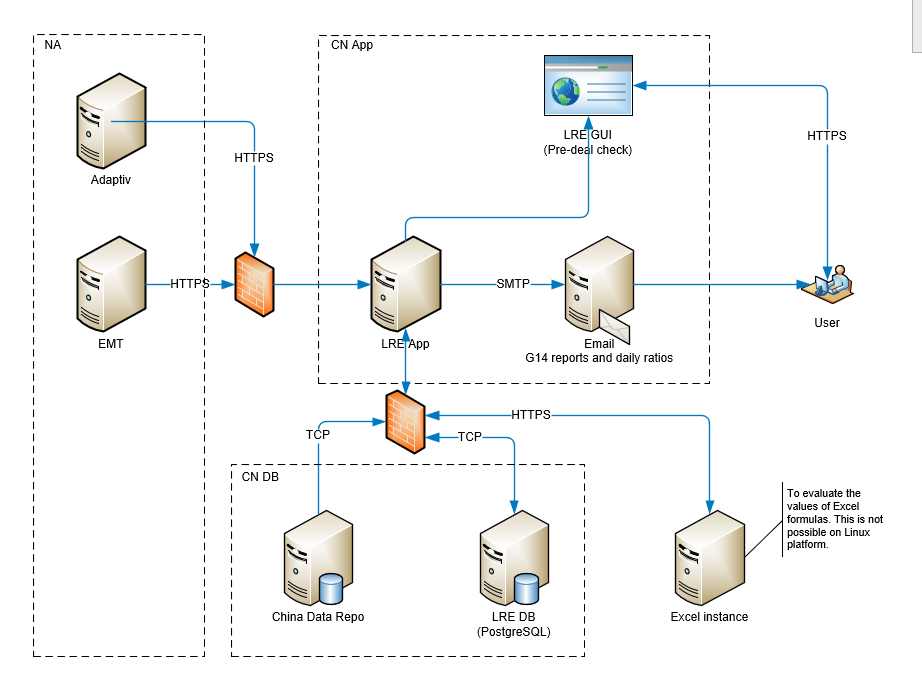 NA
CN App
HTTPS
LRE GUI
(Pre-deal check)
HTTPS
Adaptiv
HTTPS
SMTP
User
EMT
LRE App
Email
G14 reports and daily ratios
HTTPS
TCP
TCP
CN DB
To evaluate the
values of Excel
formulas. This is not
possible on Linux
platform.
China Data Repo
LRE DB
(PostgreSQL)
Excel instance